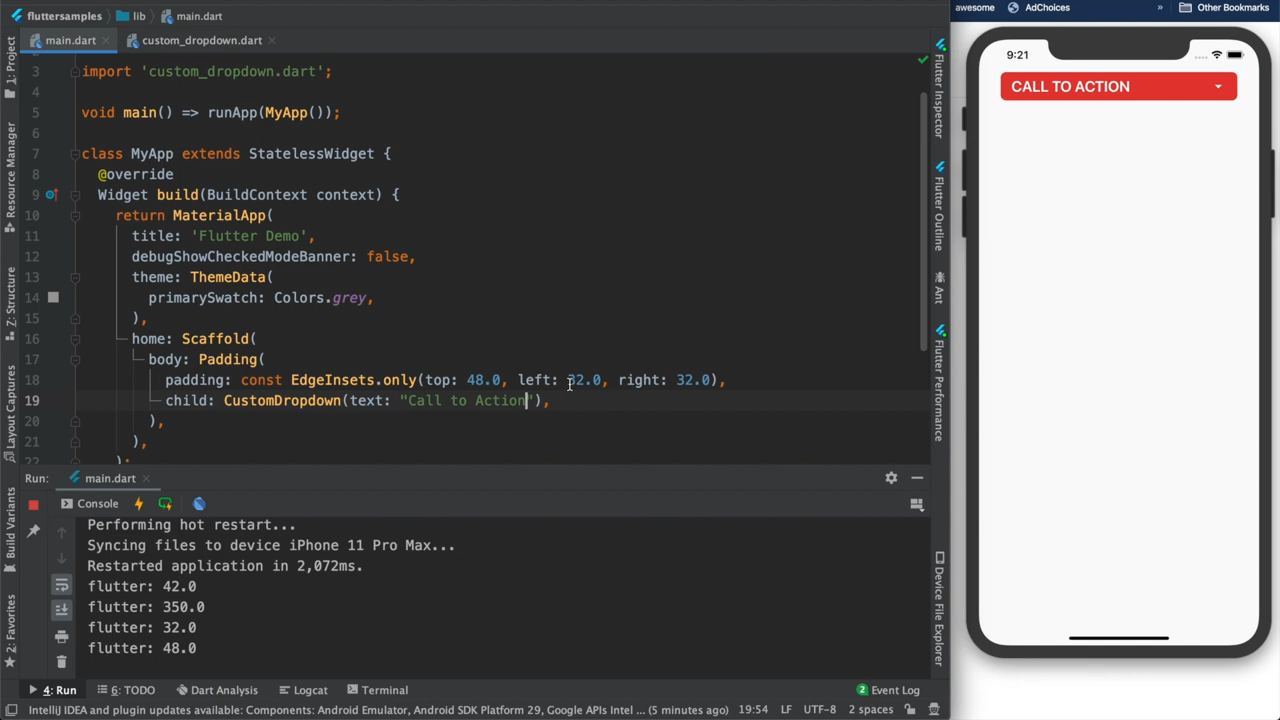 fluttersamples
lib
main.dart
awesome
AdChoices
»
Other Bookmarks
main.dart
custom_dropdown.dart
1: Project
Resource Manager
Z: Structure
Layout Captures
Build Variants
2: Favorites
3 import 'custom_dropdown.dart';
4
5 void main() => runApp(MyApp());
6
7 class MyApp extends StatelessWidget {
8 @override
9 Widget build(BuildContext context) {
10 return MaterialApp(
11 title: 'Flutter Demo',
12 debugShowCheckedModeBanner: false,
13 theme: ThemeData(
14 primarySwatch: Colors.grey,
15 ),
16 home: Scaffold(
17 body: Padding(
18 padding: const EdgeInsets.only(top: 48.0, left: 32.0, right: 32.0),
19 child: CustomDropdown(text: "Call to Action"),
20 ),
21 ),
22 );
Flutter Inspector
Flutter Outline
Ant
Flutter Performance
Device File Explorer
9:21
CALL TO ACTION
Run: main.dart
Console
Performing hot restart...
Syncing files to device iPhone 11 Pro Max...
Restarted application in 2,072ms.
flutter: 42.0
flutter: 350.0
flutter: 32.0
flutter: 48.0
4: Run
6: TODO
Dart Analysis
Logcat
Terminal
2 Event Log
IntelliJ IDEA and plugin updates available: Components: Android Emulator, Android SDK Platform 29, Google APIs Intel ... (5 minutes ago)
19:54 LF UTF-8 2 spaces